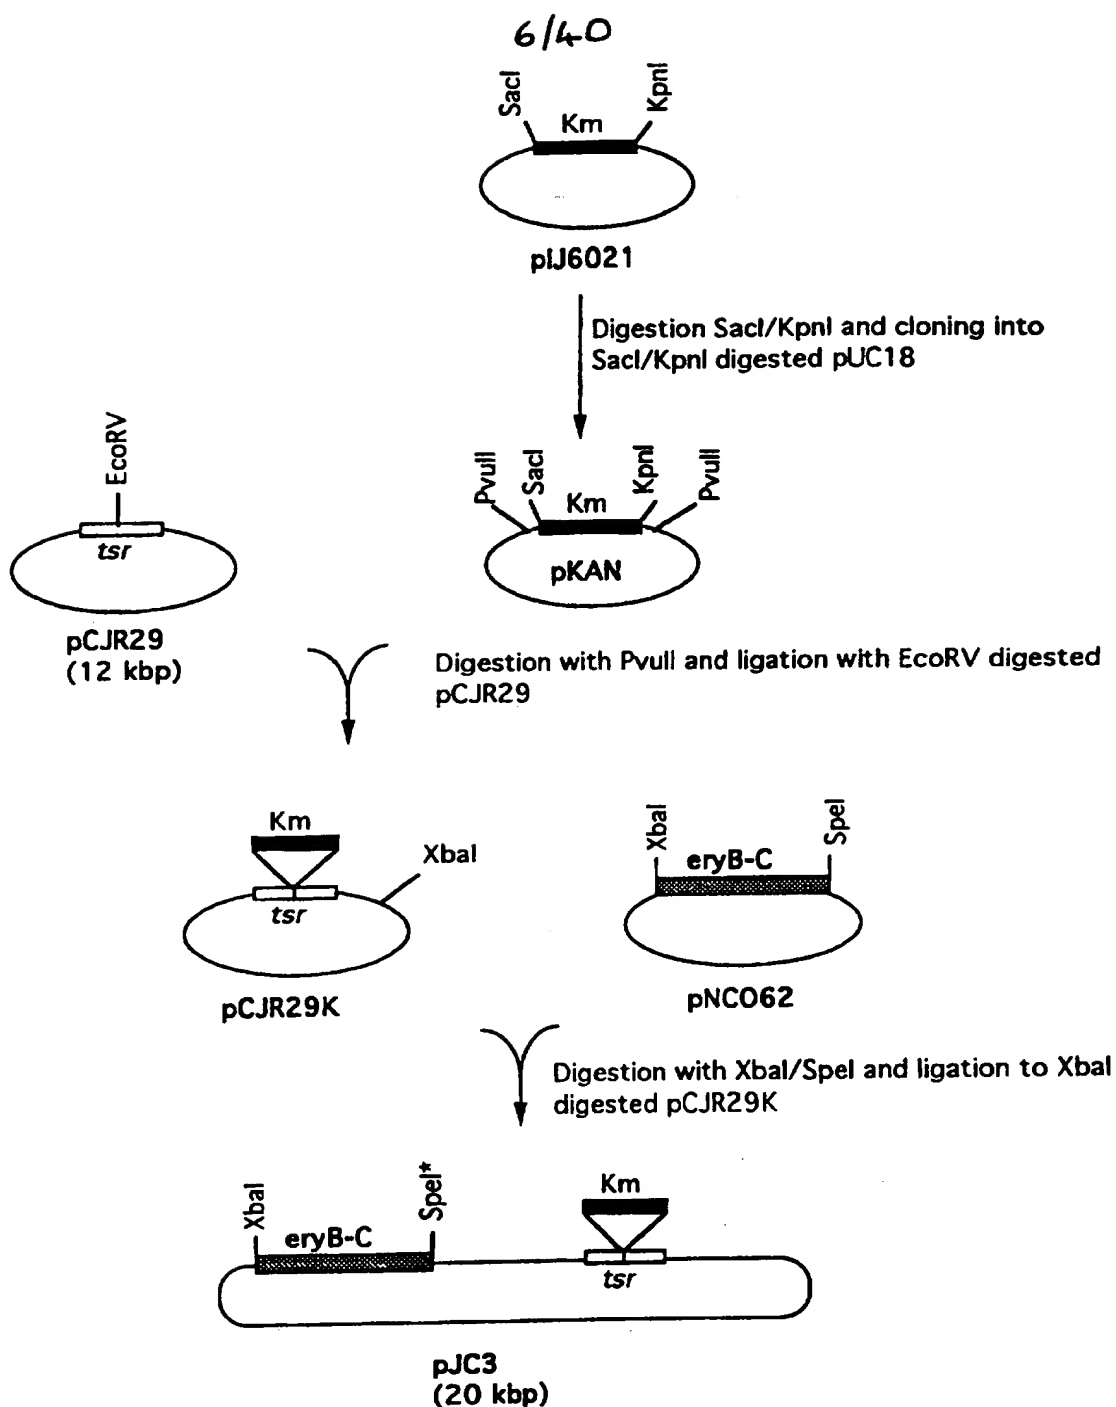 6/40
SacI
Km
KpnI
pIJ6021
Digestion SacI/KpnI and cloning into
SacI/KpnI digested pUC18
EcoRV
tsr
pCJR29
(12 kbp)
PvuII
SacI
Km
KpnI
PvuII
pKAN
Digestion with PvuII and ligation with EcoRV digested
pCJR29
Km
XbaI
tsr
pCJR29K
XbaI
eryB-C
SpeI
pNCO62
Digestion with XbaI/SpeI and ligation to XbaI
digested pCJR29K
XbaI
eryB-C
SpeI*
Km
tsr
pJC3
(20 kbp)